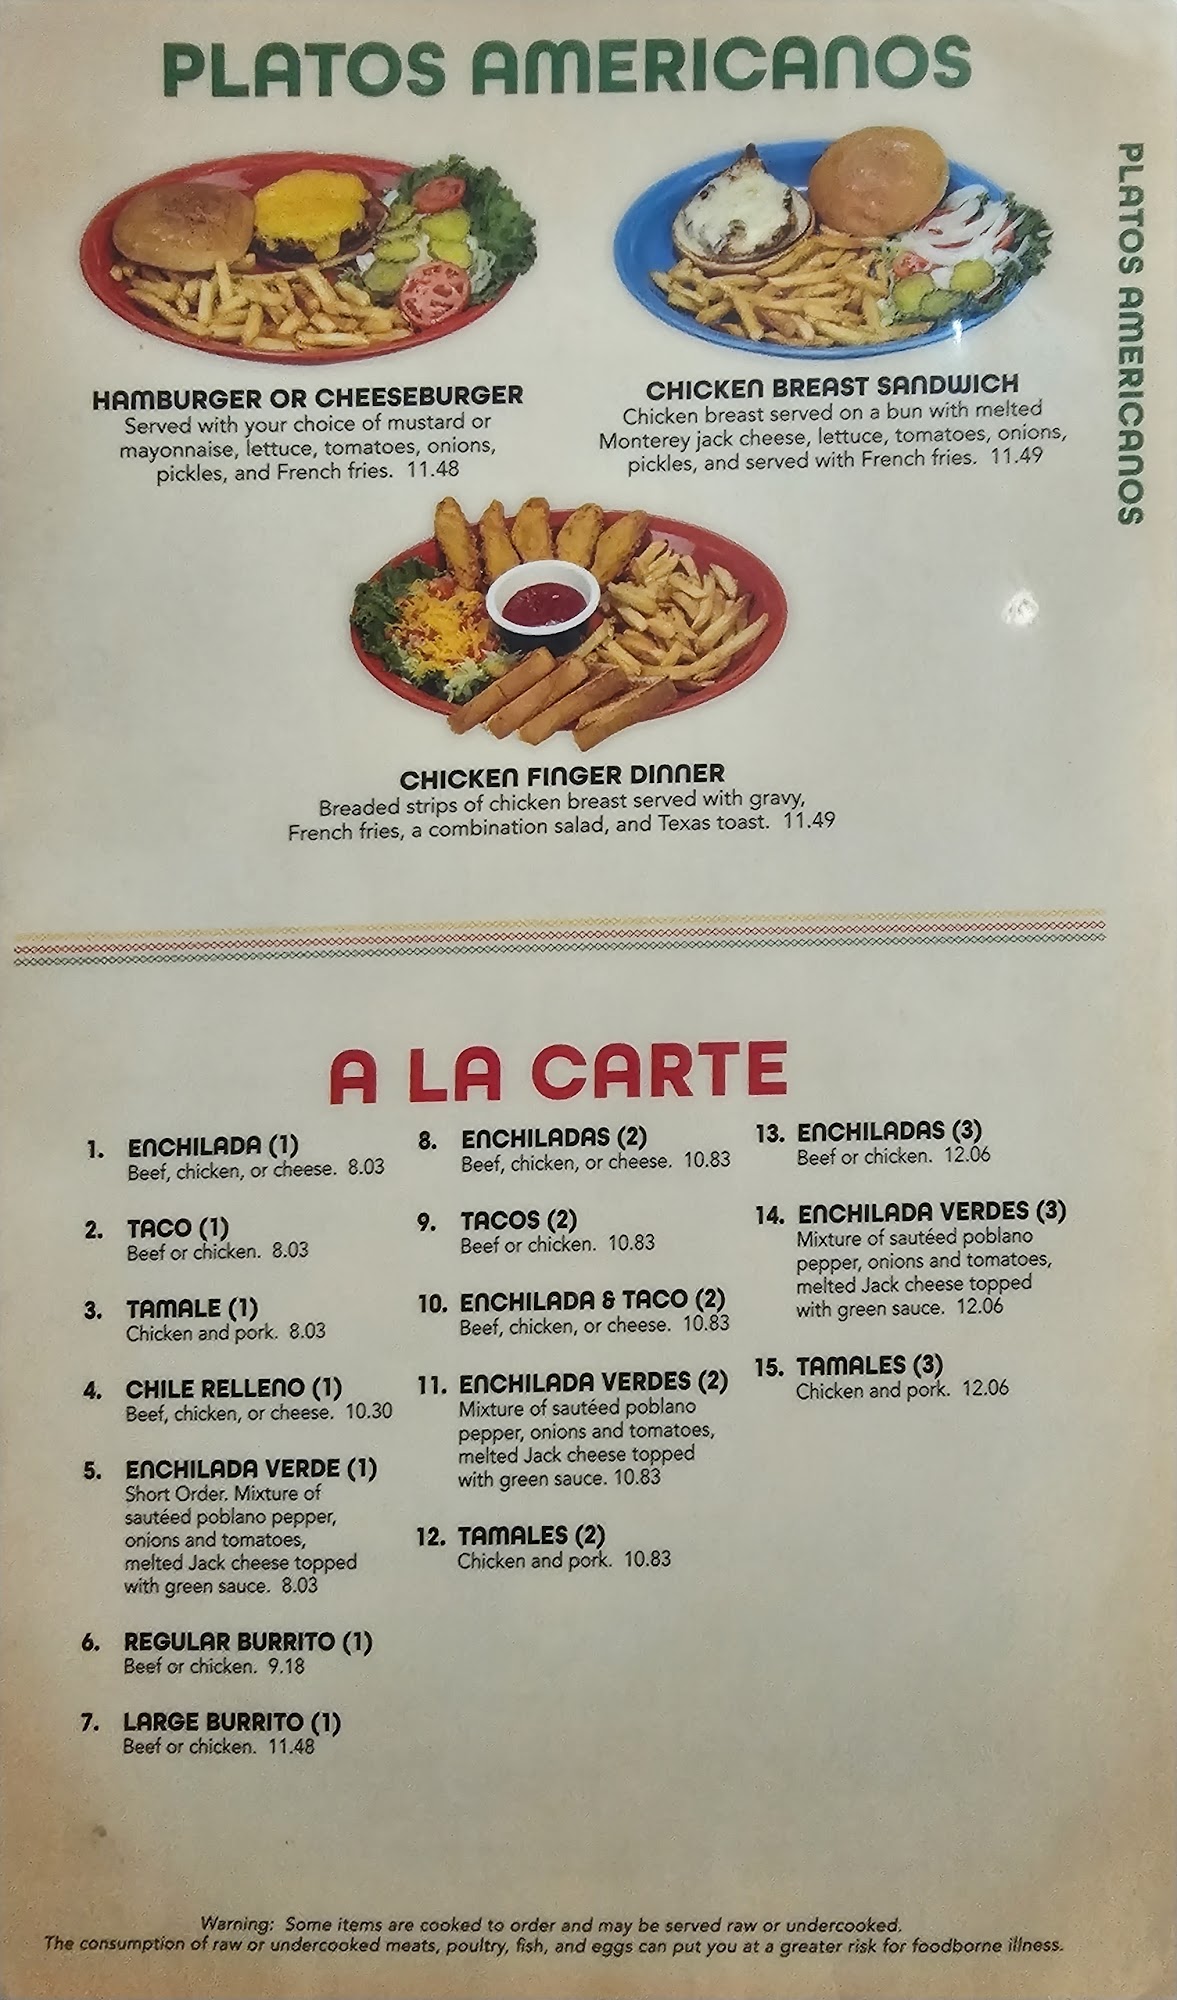 PLATOS AMERICANOS
PLATOS AMERICANOS
HAMBURGER OR CHEESEBURGER
Served with your choice of mustard or
mayonnaise, lettuce, tomatoes, onions,
pickles, and French fries. 11.48
CHICKEN BREAST SANDWICH
Chicken breast served on a bun with melted
Monterey jack cheese, lettuce, tomatoes, onions,
pickles, and served with French fries. 11.49
CHICKEN FINGER DINNER
Breaded strips of chicken breast served with gravy,
French fries, a combination salad, and Texas toast. 11.49
A LA CARTE
1. ENCHILADA (1)
Beef, chicken, or cheese. 8.03
2. TACO (1)
Beef or chicken. 8.03
3. TAMALE (1)
Chicken and pork. 8.03
4. CHILE RELLENO (1)
Beef, chicken, or cheese. 10.30
5. ENCHILADA VERDE (1)
Short Order. Mixture of
sautéed poblano pepper,
onions and tomatoes,
melted Jack cheese topped
with green sauce. 8.03
6. REGULAR BURRITO (1)
Beef or chicken. 9.18
7. LARGE BURRITO (1)
Beef or chicken. 11.48
8. ENCHILADAS (2)
Beef, chicken, or cheese. 10.83
9. TACOS (2)
Beef or chicken. 10.83
10. ENCHILADA & TACO (2)
Beef, chicken, or cheese. 10.83
11. ENCHILADA VERDES (2)
Mixture of sautéed poblano
pepper, onions and tomatoes,
melted Jack cheese topped
with green sauce. 10.83
12. TAMALES (2)
Chicken and pork. 10.83
13. ENCHILADAS (3)
Beef or chicken. 12.06
14. ENCHILADA VERDES (3)
Mixture of sautéed poblano
pepper, onions and tomatoes,
melted Jack cheese topped
with green sauce. 12.06
15. TAMALES (3)
Chicken and pork. 12.06
Warning: Some items are cooked to order and may be served raw or undercooked.
The consumption of raw or undercooked meats, poultry, fish, and eggs can put you at a greater risk for foodborne illness.